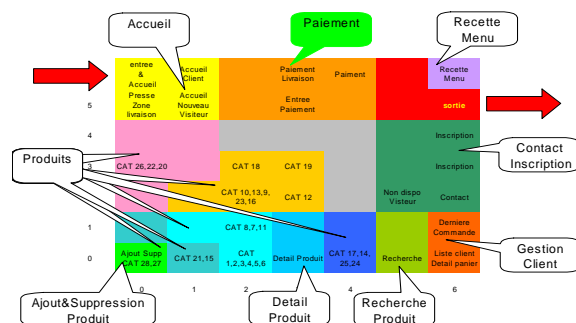 Accueil
Paiement
Recette
Menu
entree
&
Accueil
Presse
Zone
livraison
Accueil
Client
Accueil
Nouveau
Visiteur
Paiement
Livraison
Paiment
Entree
Paiement
Recette
Menu
sortie
5
4
Inscription
Contact
Inscription
Produits
3
CAT 26,22,20
CAT 18
CAT 19
Inscription
CAT 10,13,9,
23,16
CAT 12
Non dispo
Visteur
Contact
1
CAT 8,7,11
Derniere
Commande
0
Ajout Supp
CAT 28,27
CAT 21,15
CAT
1,2,3,4,5,6
Detail Produit
CAT 17,14,
25,24
Recherche
Liste client
Detail panier
Gestion
Client
0
1
2
4
6
Ajout&Suppression
Produit
Detail
Produit
Recherche
Produit